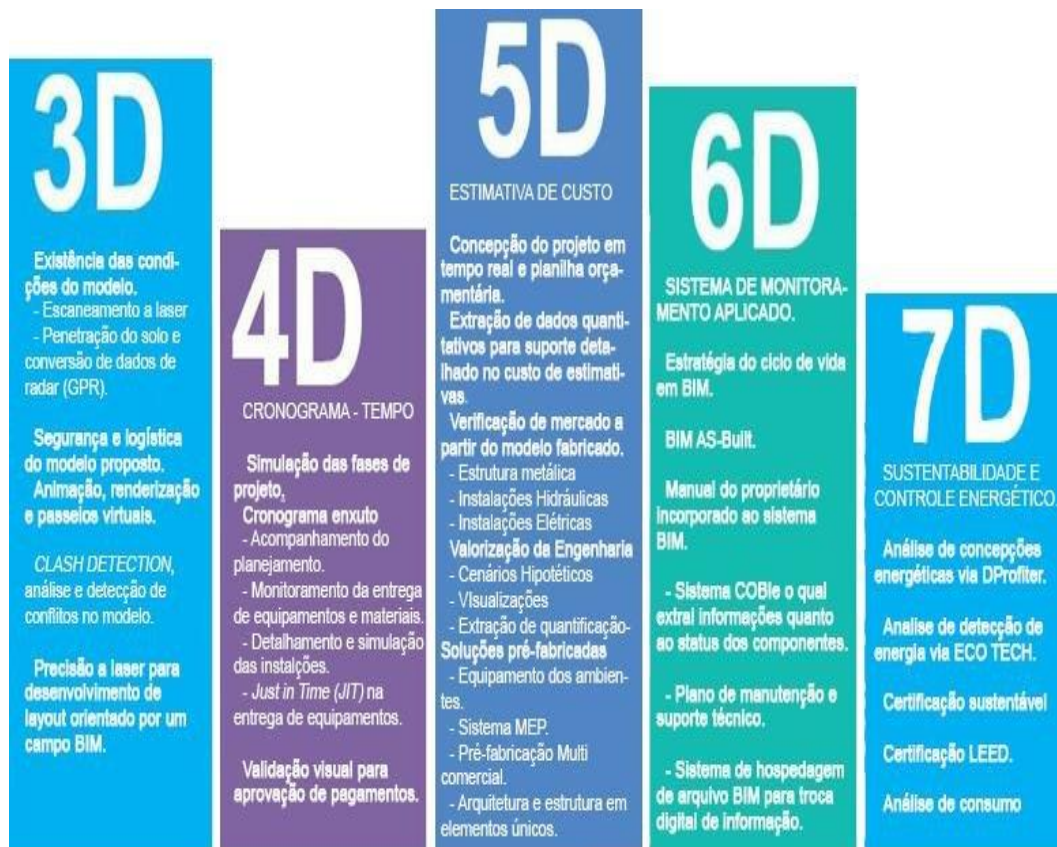 3D
Existência das condi-
ções do modelo.
- Escaneamento a laser
- Penetração do solo e
conversão de dados de
radar (GPR).
Segurança e logística
do modelo proposto.
Animação, renderização
e passeios virtuais.
CLASH DETECTION,
análise e detecção de
conflitos no modelo.
Precisão a laser para
desenvolvimento de
layout orientado por um
campo BIM.
4D
CRONOGRAMA - TEMPO
Simulação das fases de
projeto,
Cronograma enxuto
- Acompanhamento do
planejamento.
- Monitoramento da entrega
de equipamentos e materiais.
- Detalhamento e simulação
das instalções.
- Just in Time (JIT) na
entrega de equipamentos.
Validação visual para
aprovação de pagamentos.
5D
ESTIMATIVA DE CUSTO
Concepção do projeto em
tempo real e planilha orça-
mentária.
Extração de dados quanti-
tativos para suporte deta-
lhado no custo de estimati-
vas.
Verificação de mercado a
partir do modelo fabricado.
- Estrutura metálica
- Instalações Hidráulicas
- Instalações Elétricas
Valorização da Engenharia
- Cenários Hipotéticos
- VIsualizações
- Extração de quantificação-
Soluções pré-fabricadas
- Equipamento dos ambien-
tes.
- Sistema MEP.
- Pré-fabricação Multi
comercial.
- Arquitetura e estrutura em
elementos únicos.
6D
SISTEMA DE MONITORA-
MENTO APLICADO.
Estratégia do ciclo de vida
em BIM.
BIM AS-Built.
Manual do proprietário
incorporado ao sistema
BIM.
- Sistema COBie o qual
extrai informações quanto
ao status dos componentes.
- Plano de manutenção e
suporte técnico.
- Sistema de hospedagem
de arquivo BIM para troca
digital de informação.
7D
SUSTENTABILIDADE E
CONTROLE ENERGÉTICO.
Análise de concepções
energéticas via DProfiter.
Analise de detecção de
energia via ECO TECH.
Certificação sustentável
Certificação LEED.
Análise de consumo